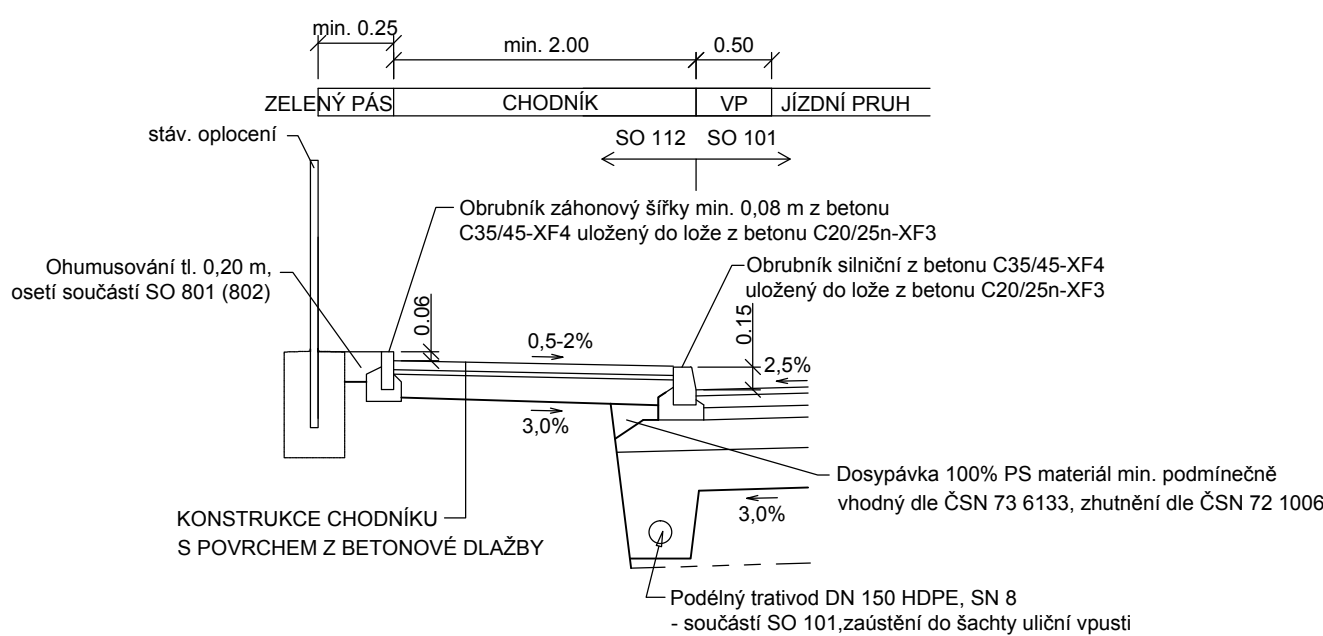 min. 0.25
min. 2.00
0.50
ZELENÝ PÁS
CHODNÍK
VP
JÍZDNÍ PRUH
SO 112
SO 101
stáv. oplocení
Obrubník záhonový šířky min. 0,08 m z betonu
C35/45-XF4 uložený do lože z betonu C20/25n-XF3
Ohumusování tl. 0,20 m,
osetí součástí SO 801 (802)
Obrubník silniční z betonu C35/45-XF4
uložený do lože z betonu C20/25n-XF3
0.06
0,5-2%
0.15
2,5%
3,0%
Dosypávka 100% PS materiál min. podmínečně
vhodný dle ČSN 73 6133, zhutnění dle ČSN 72 1006
3,0%
KONSTRUKCE CHODNÍKU
S POVRCHEM Z BETONOVÉ DLAŽBY
Podélný trativod DN 150 HDPE, SN 8
- součástí SO 101,zaústění do šachty uliční vpusti